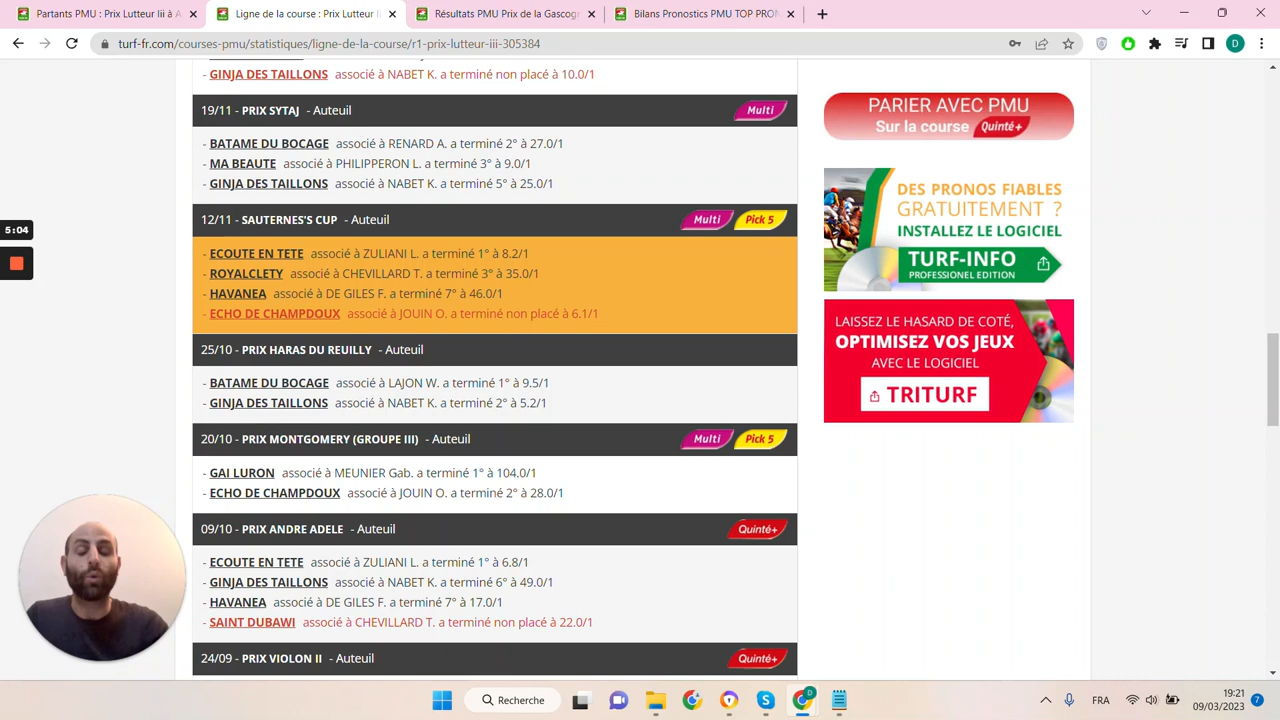 Partants PMU : Prix Lutteur Iii à A
Ligne de la course : Prix Lutteur I
Résultats PMU Prix de la Gascog
Bilans Pronostics PMU TOP PRON
turf-fr.com/courses-pmu/statistiques/ligne-de-la-course/r1-prix-lutteur-iii-305384
D
- GINJA DES TAILLONS associé à NABET K. a terminé non placé à 10.0/1
19/11 - PRIX SYTAJ - Auteuil Multi
- BATAME DU BOCAGE associé à RENARD A. a terminé 2° à 27.0/1
- MA BEAUTE associé à PHILIPPERON L. a terminé 3° à 9.0/1
- GINJA DES TAILLONS associé à NABET K. a terminé 5° à 25.0/1
12/11 - SAUTERNES'S CUP - Auteuil Multi Pick 5
- ECOUTE EN TETE associé à ZULIANI L. a terminé 1° à 8.2/1
- ROYALCLETY associé à CHEVILLARD T. a terminé 3° à 35.0/1
- HAVANEA associé à DE GILES F. a terminé 7° à 46.0/1
- ECHO DE CHAMPDOUX associé à JOUIN O. a terminé non placé à 6.1/1
25/10 - PRIX HARAS DU REUILLY - Auteuil
- BATAME DU BOCAGE associé à LAJON W. a terminé 1° à 9.5/1
- GINJA DES TAILLONS associé à NABET K. a terminé 2° à 5.2/1
20/10 - PRIX MONTGOMERY (GROUPE III) - Auteuil Multi Pick 5
- GAI LURON associé à MEUNIER Gab. a terminé 1° à 104.0/1
- ECHO DE CHAMPDOUX associé à JOUIN O. a terminé 2° à 28.0/1
09/10 - PRIX ANDRE ADELE - Auteuil Quinté+
- ECOUTE EN TETE associé à ZULIANI L. a terminé 1° à 6.8/1
- GINJA DES TAILLONS associé à NABET K. a terminé 6° à 49.0/1
- HAVANEA associé à DE GILES F. a terminé 7° à 17.0/1
- SAINT DUBAWI associé à CHEVILLARD T. a terminé non placé à 22.0/1
24/09 - PRIX VIOLON II - Auteuil Quinté+
PARIER AVEC PMU
Sur la course Quinté+
DES PRONOS FIABLES
GRATUITEMENT ?
INSTALLEZ LE LOGICIEL
TURF-INFO
PROFESSIONEL EDITION
LAISSEZ LE HASARD DE COTÉ,
OPTIMISEZ VOS JEUX
AVEC LE LOGICIEL
TRITURF
5:04
Recherche
D
FRA
19:21
09/03/2023
7